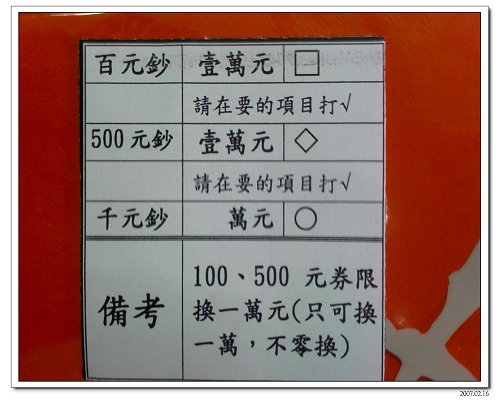 百元鈔 壹萬元 □
請在要的項目打√
500元鈔 壹萬元 ◇
請在要的項目打√
千元鈔 萬元 ○
備考
100、500 元券限
換一萬元(只可換
一萬，不零換)
2007.02.16